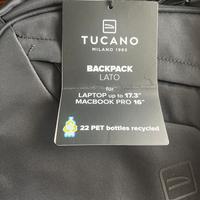 TUCANO
MILANO 1985
BACKPACK
LATO
for
LAPTOP up to 17.3"
MACBOOK PRO 16"
22 PET bottles recycled